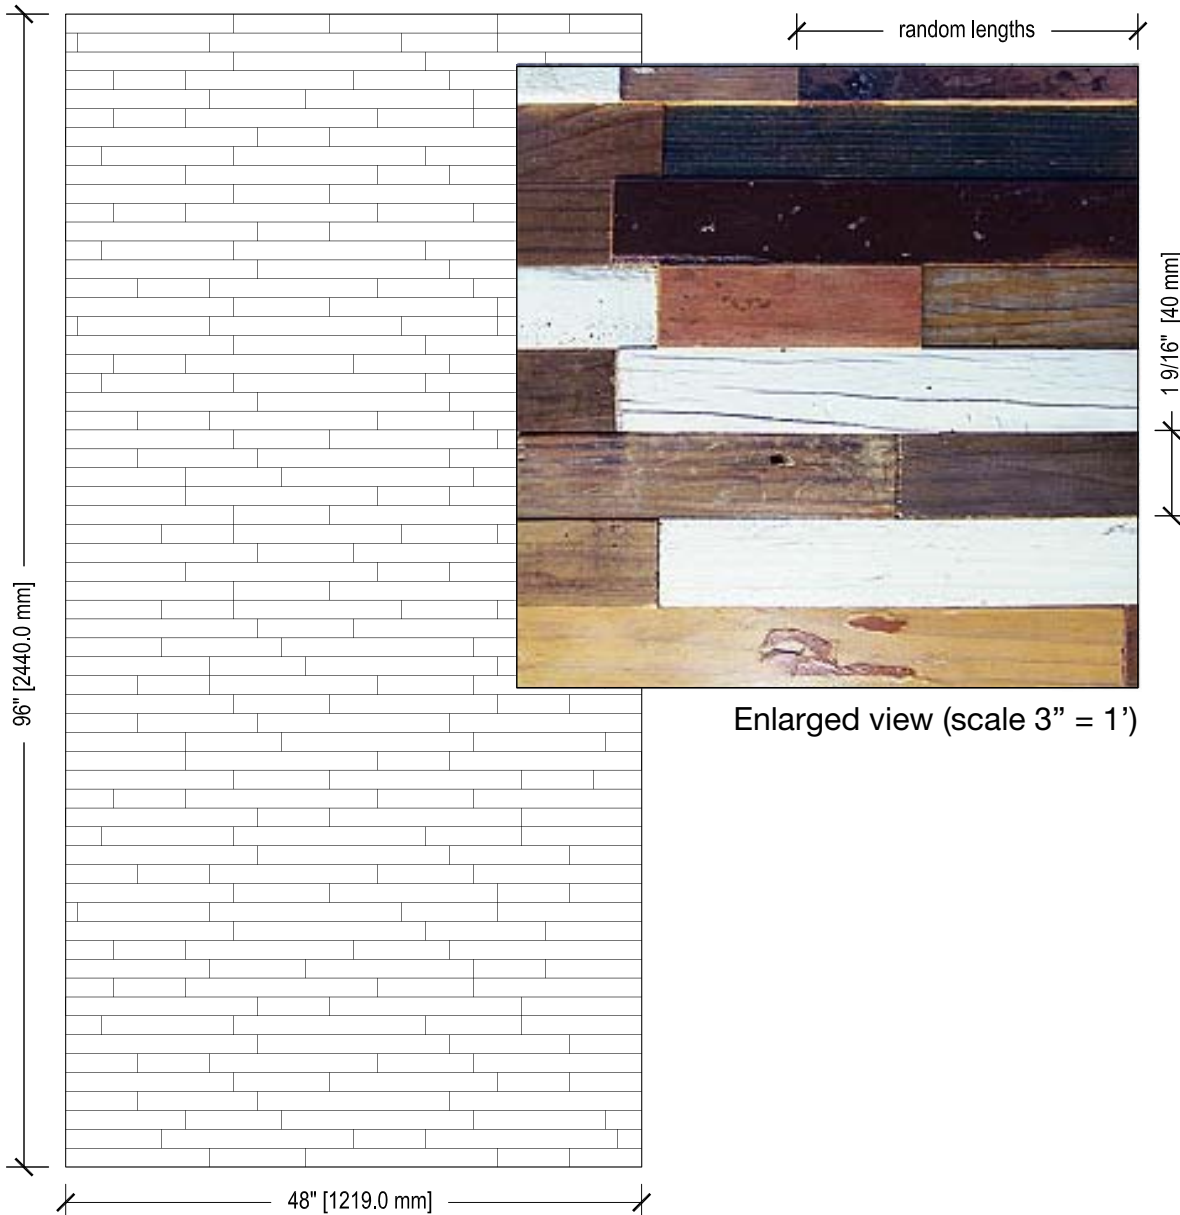 random lengths
1 9/16" [40 mm]
Enlarged view (scale 3” = 1’)
96" [2440.0 mm]
48" [1219.0 mm]